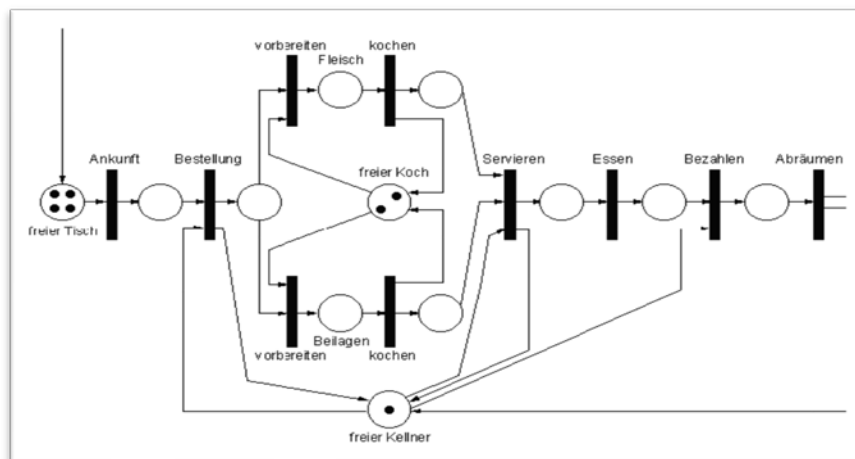 vorbereiten
kochen
Fleisch
Ankunft
Bestellung
freier Koch
Servieren
Essen
Bezahlen
Abräumen
freier Tisch
Beilagen
vorbereiten
kochen
freier Kellner